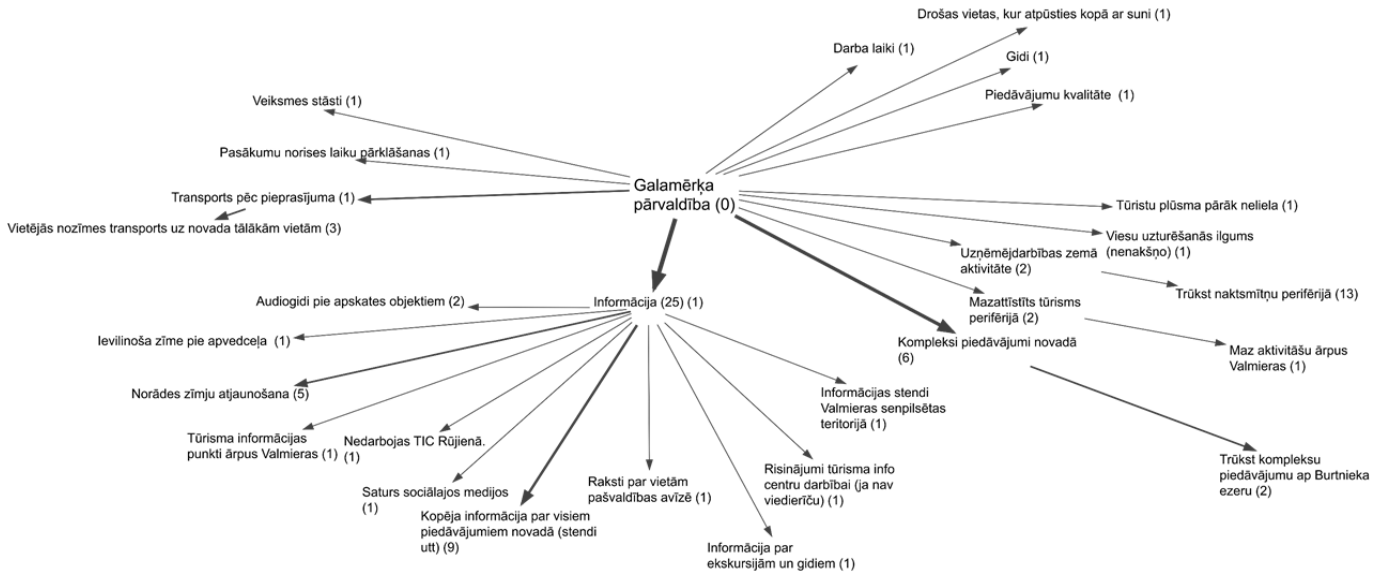 Drošas vietas, kur atpūsties kopā ar suni (1)
Darba laiki (1)
Gidi (1)
Piedāvājumu kvalitāte (1)
Veiksmes stāsti (1)
Pasākumu norises laiku pārklāšanas (1)
Transports pēc pieprasījuma (1)
Vietējās nozīmes transports uz novada tālākām vietām (3)
Galamērķa
pārvaldība (0)
Tūristu plūsma pārāk neliela (1)
Viesu uzturēšanās ilgums
(nenakšņo) (1)
Uzņēmējdarbības zemā
aktivitāte (2)
Trūkst naktsmītņu perifērijā (13)
Mazattīstīts tūrisms
perifērijā (2)
Maz aktivitāšu ārpus
Valmieras (1)
Kompleksi piedāvājumi novadā
(6)
Trūkst kompleksu
piedāvājumu ap Burtnieka
ezeru (2)
Informācija (25) (1)
Audiogidi pie apskates objektiem (2)
Ievilinoša zīme pie apvedceļa (1)
Norādes zīmju atjaunošana (5)
Tūrisma informācijas
punkti ārpus Valmieras (1)
Nedarbojas TIC Rūjienā.
(1)
Saturs sociālajos medijos
(1)
Kopēja informācija par visiem
piedāvājumiem novadā (stendi
utt) (9)
Raksti par vietām
pašvaldības avīzē (1)
Informācija par
ekskursijām un gidiem (1)
Risinājumi tūrisma info
centru darbībai (ja nav
viedierīču) (1)
Informācijas stendi
Valmieras senpilsētas
teritorijā (1)